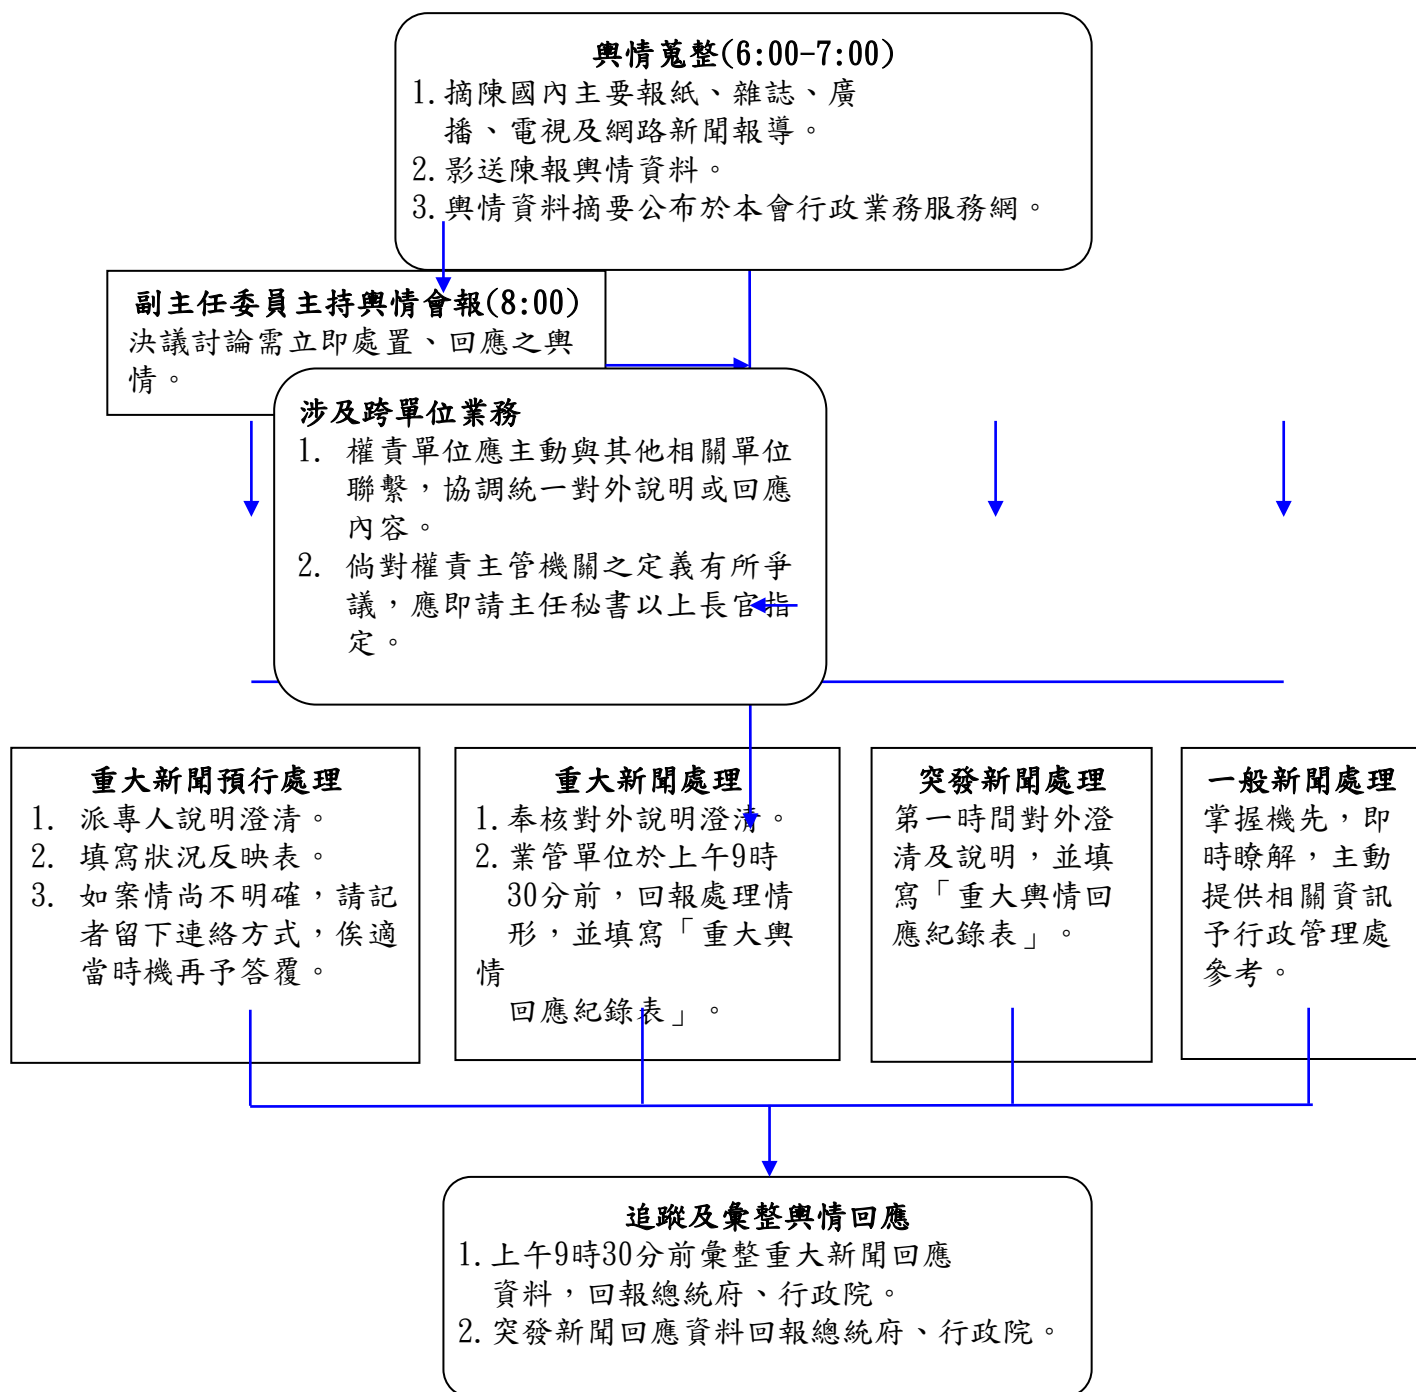 輿情蒐整(6:00-7:00)
1.摘陳國內主要報紙、雜誌、廣
播、電視及網路新聞報導。
2.影送陳報輿情資料。
3.輿情資料摘要公布於本會行政業務服務網。
副主任委員主持輿情會報(8:00)
決議討論需立即處置、回應之輿
情。
涉及跨單位業務
1. 權責單位應主動與其他相關單位
聯繫，協調統一對外說明或回應
內容。
2. 倘對權責主管機關之定義有所爭
議，應即請主任秘書以上長官指
定。
重大新聞預行處理
1. 派專人說明澄清。
2. 填寫狀況反映表。
3. 如案情尚不明確，請記
者留下連絡方式，俟適
當時機再予答覆。
重大新聞處理
1.奉核對外說明澄清。
2.業管單位於上午9時
30分前，回報處理情
形，並填寫「重大輿
情
回應紀錄表」。
突發新聞處理
第一時間對外澄
清及說明，並填
寫「重大輿情回
應紀錄表」。
一般新聞處理
掌握機先，即
時瞭解，主動
提供相關資訊
予行政管理處
參考。
追蹤及彙整輿情回應
1.上午9時30分前彙整重大新聞回應
資料，回報總統府、行政院。
2.突發新聞回應資料回報總統府、行政院。